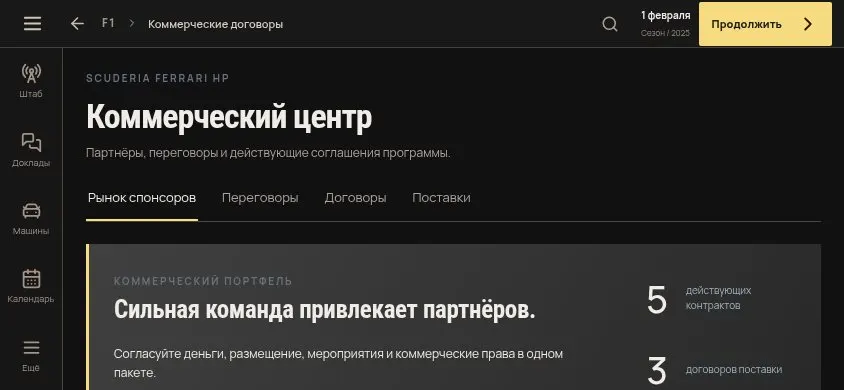 F1
Коммерческие договоры
1 февраля
Сезон / 2025
Продолжить
Штаб
Доклады
Машины
Календарь
Ещё
SCUDERIA FERRARI HP
Коммерческий центр
Партнёры, переговоры и действующие соглашения программы.
Рынок спонсоров
Переговоры
Договоры
Поставки
КОММЕРЧЕСКИЙ ПОРТФЕЛЬ
Сильная команда привлекает партнёров.
Согласуйте деньги, размещение, мероприятия и коммерческие права в одном
пакете.
5
действующих
контрактов
3
договоров поставки